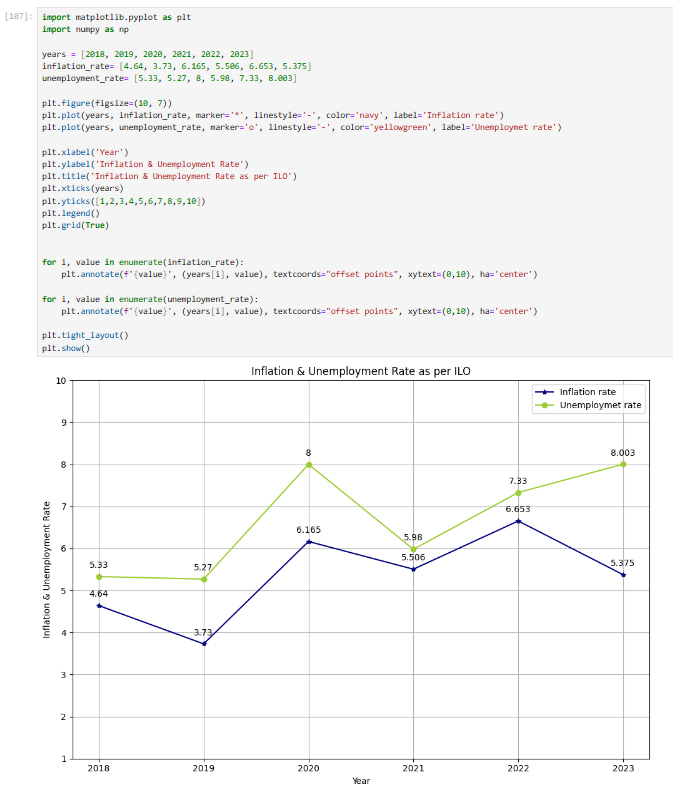 [107]:
import matplotlib.pyplot as plt
import numpy as np
years = [2018, 2019, 2020, 2021, 2022, 2023]
inflation_rate= [4.64, 3.73, 6.165, 5.506, 6.653, 5.375]
unemployment_rate= [5.33, 5.27, 8, 5.98, 7.33, 8.003]
plt.figure(figsize=(10, 7))
plt.plot(years, inflation_rate, marker='*', linestyle='-', color='navy', label='Inflation rate')
plt.plot(years, unemployment_rate, marker='o', linestyle='-', color='yellowgreen', label='Unemploymet rate')
plt.xlabel('Year')
plt.ylabel('Inflation & Unemployment Rate')
plt.title('Inflation & Unemployment Rate as per ILO')
plt.xticks(years)
plt.yticks([1,2,3,4,5,6,7,8,9,10])
plt.legend()
plt.grid(True)
for i, value in enumerate(inflation_rate):
    plt.annotate(f'{value}', (years[i], value), textcoords="offset points", xytext=(0,10), ha='center')
for i, value in enumerate(unemployment_rate):
    plt.annotate(f'{value}', (years[i], value), textcoords="offset points", xytext=(0,10), ha='center')
plt.tight_layout()
plt.show()
Inflation & Unemployment Rate as per ILO
Inflation rate
Unemploymet rate
Inflation & Unemployment Rate
10
9
8
7
6
5
4
3
2
1
5.33
5.27
8
5.98
7.33
8.003
4.64
3.73
6.165
5.506
6.653
5.375
2018
2019
2020
2021
2022
2023
Year